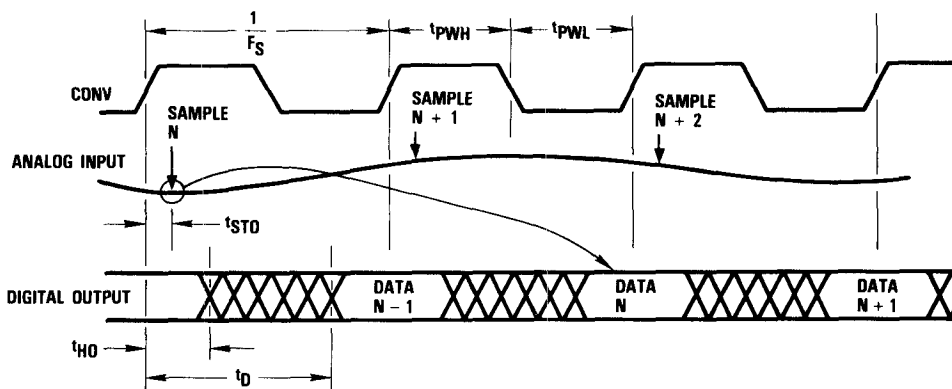 1
F_S
t_PWH
t_PWL
CONV
SAMPLE
N
SAMPLE
N + 1
SAMPLE
N + 2
ANALOG INPUT
t_STO
DIGITAL OUTPUT
DATA
N – 1
DATA
N
DATA
N + 1
t_HO
t_D